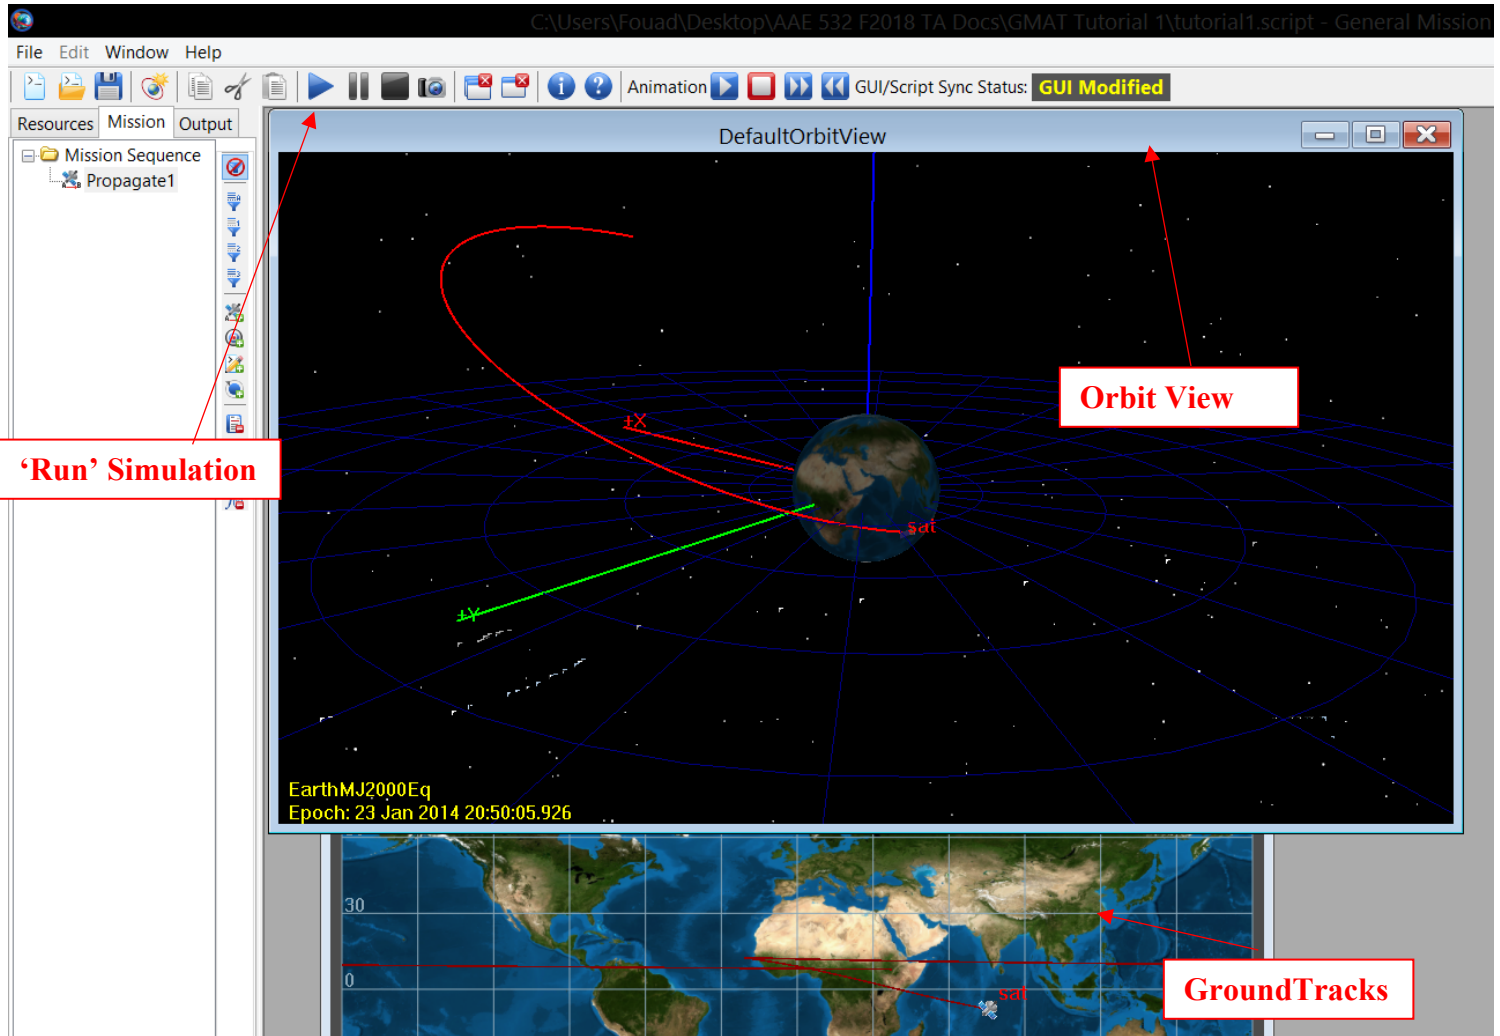 C:\Users\Fouad\Desktop\AAE 532 F2018 TA Docs\GMAT Tutorial 1\tutorial1.script - General Mission
File Edit Window Help
Animation GUI/Script Sync Status: GUI Modified
Resources Mission Output
DefaultOrbitView
Mission Sequence
Propagate1
Orbit View
+X
'Run' Simulation
sat
+Y
EarthMJ2000Eq
Epoch: 23 Jan 2014 20:50:05.926
30
0
sat
GroundTracks